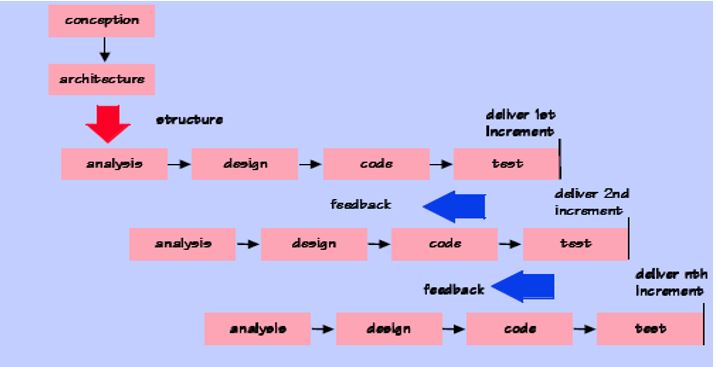 conception
architecture
structure
deliver 1st
Increment
analysis
design
code
test
feedback
deliver 2nd
increment
analysis
design
code
test
feedback
deliver nth
Increment
analysis
design
code
test